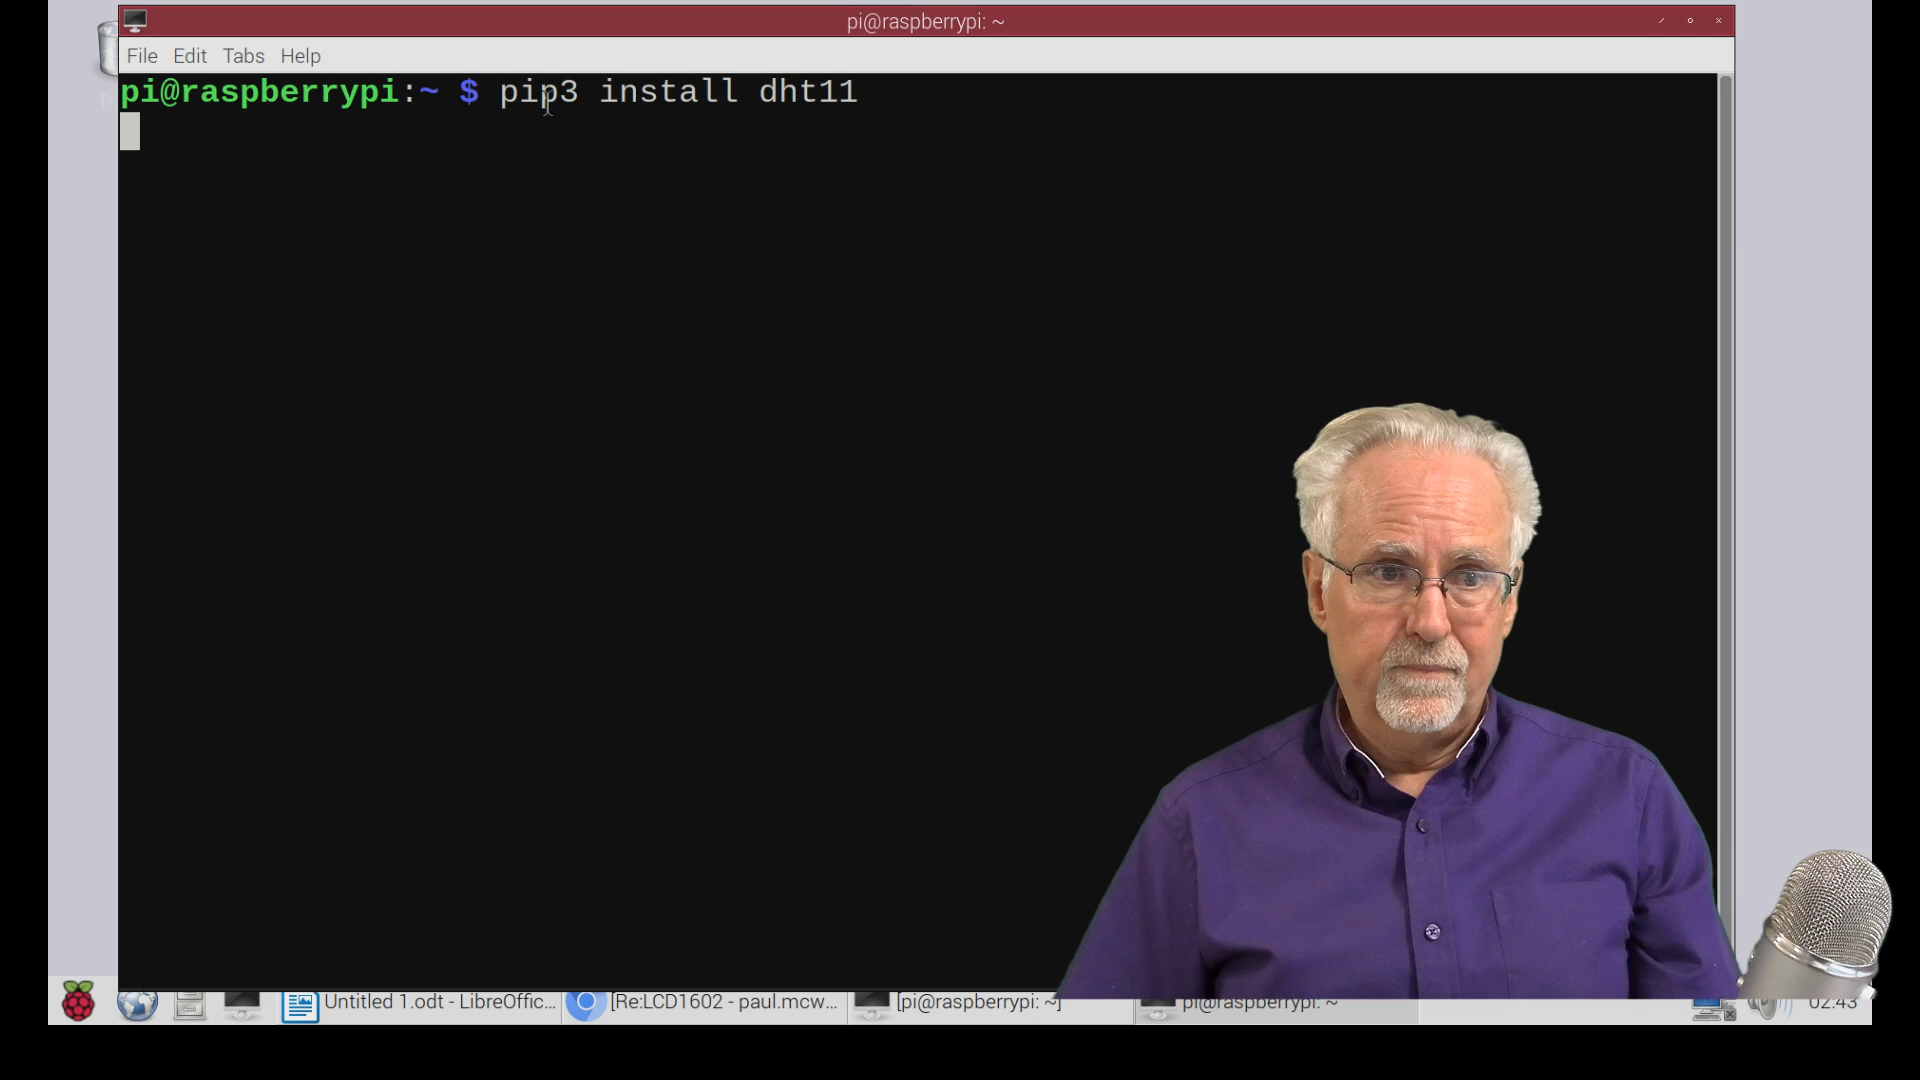 pi@raspberrypi: ~
File Edit Tabs Help
pi@raspberrypi:~ $ pip3 install dht11
Untitled 1.odt - LibreOffic...
[Re:LCD1602 - paul.mcw...
[pi@raspberrypi: ~]
pi@raspberrypi: ~
02:43